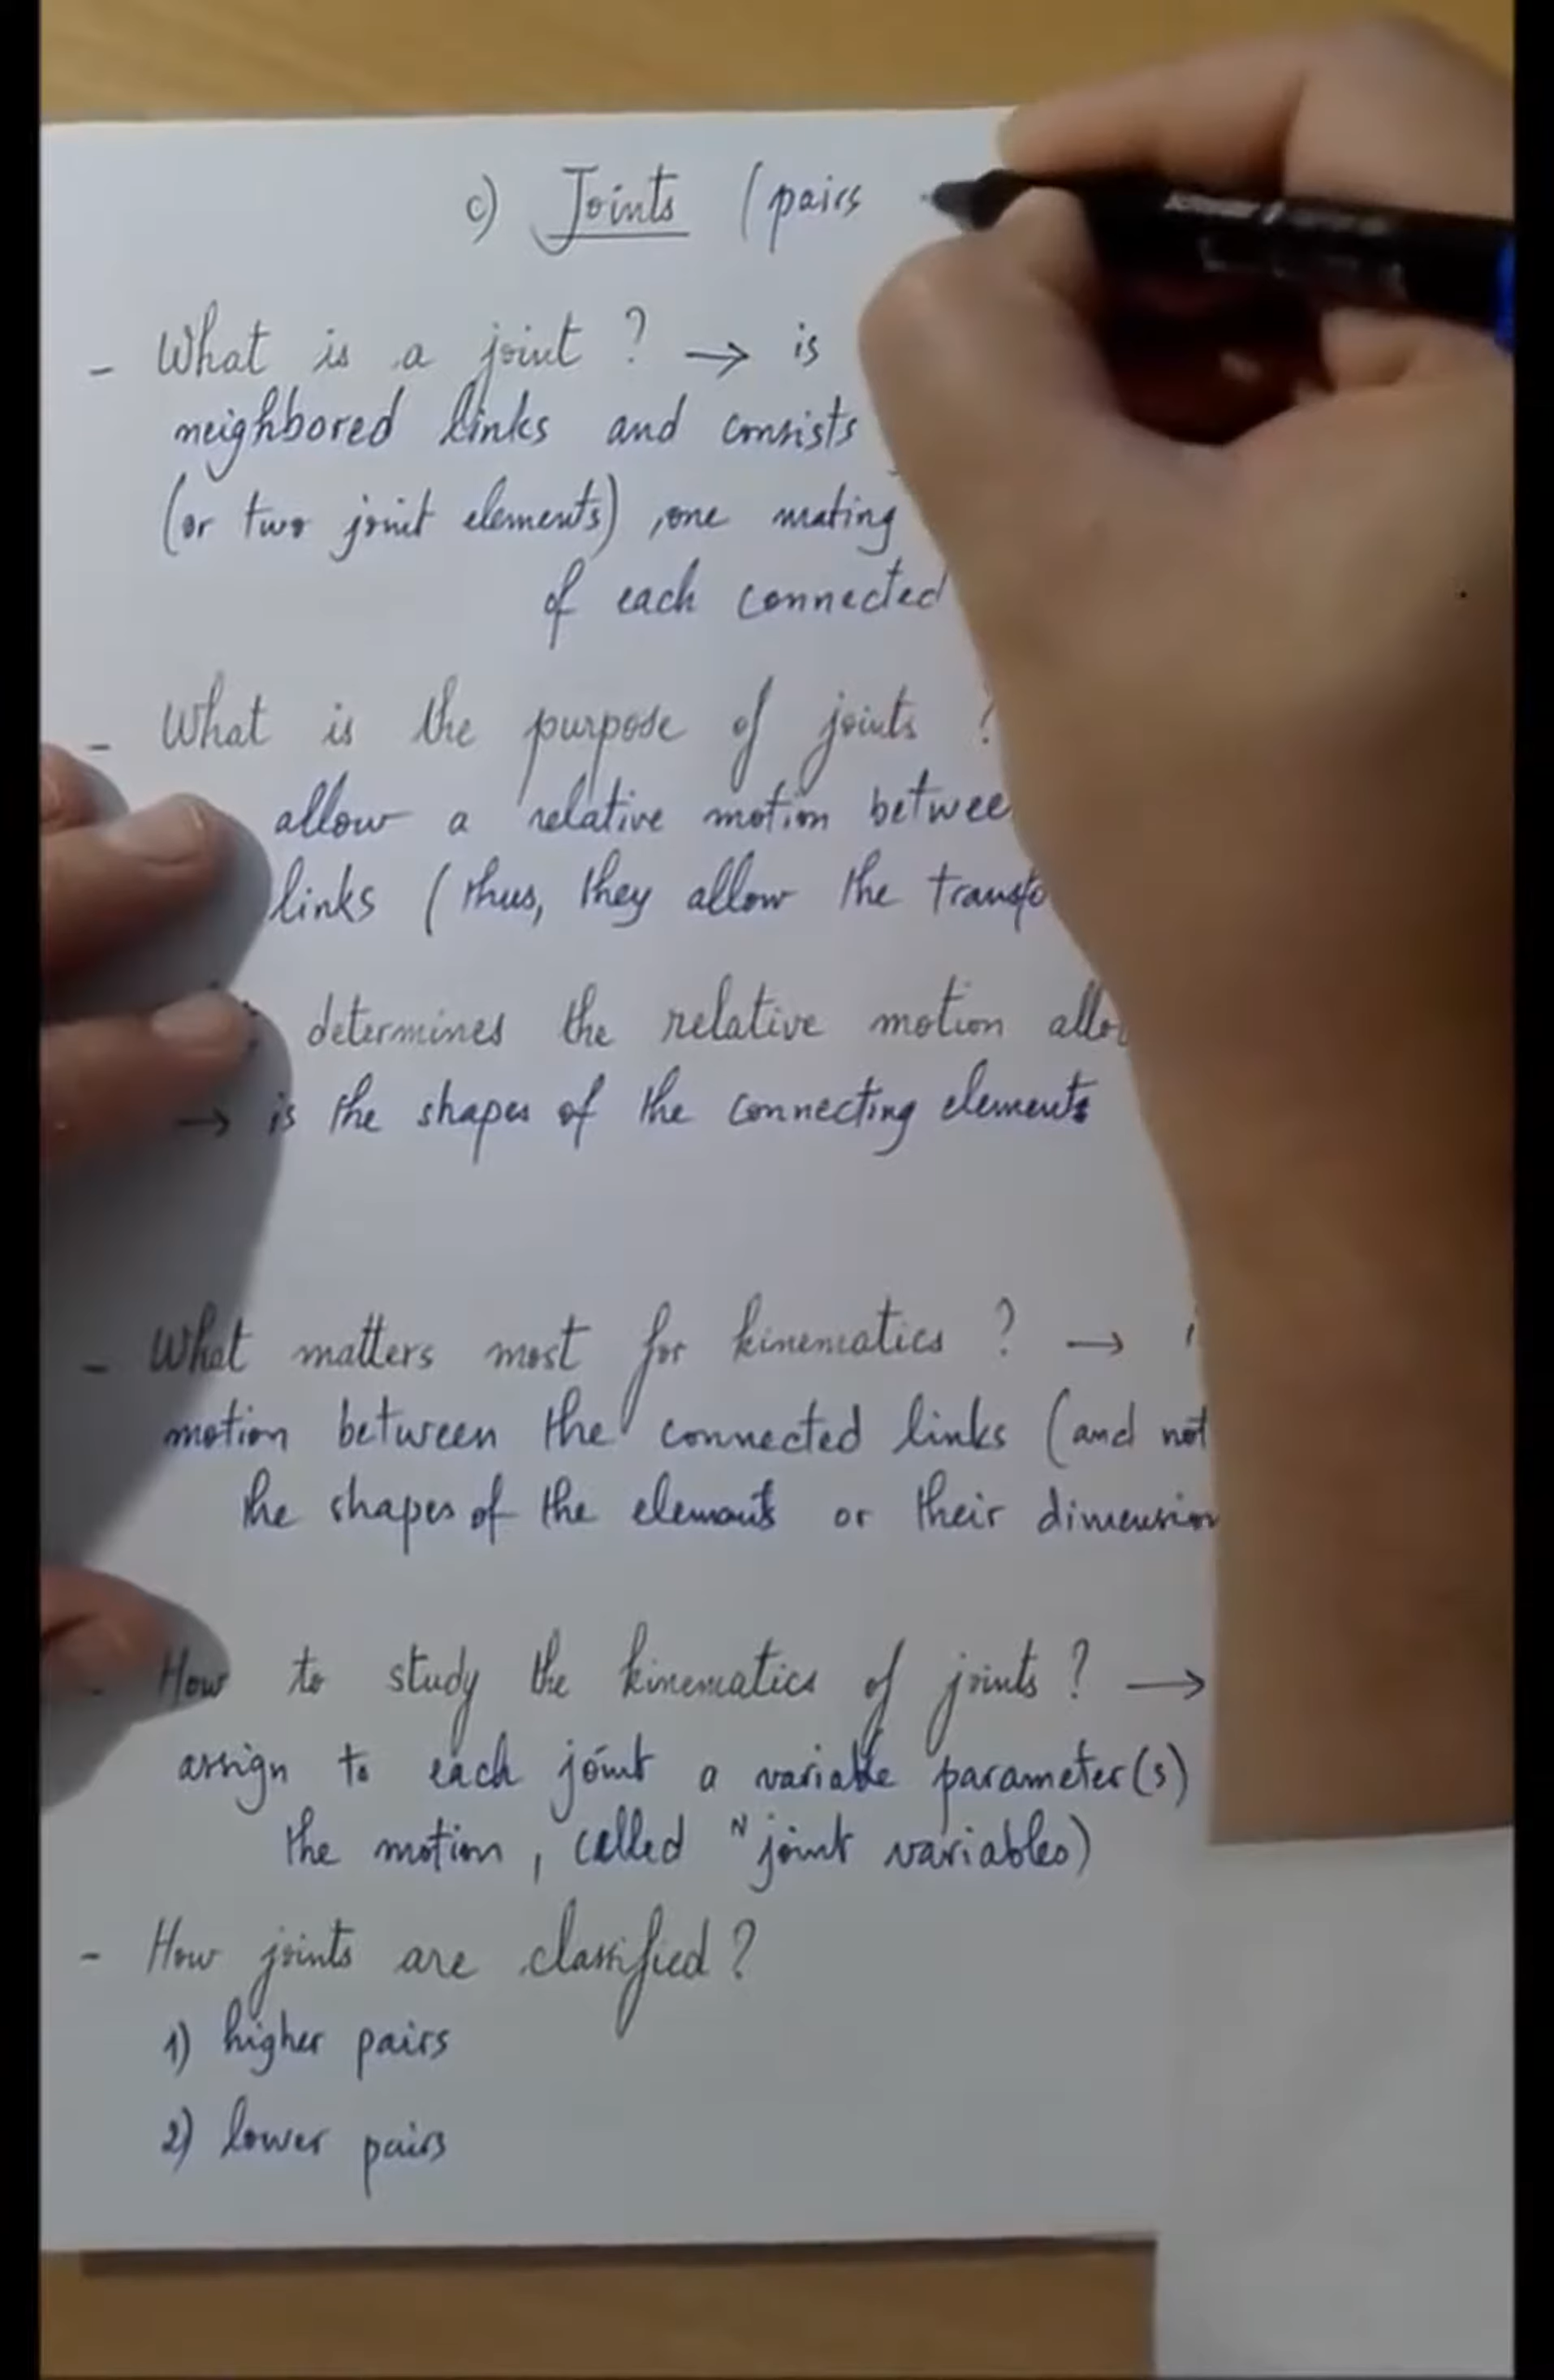 c) Joints (pairs
- What is a joint ? → is
neighbored links and consists
(or two joint elements) , one mating
of each connected
- What is the purpose of joints ?
allow a relative motion betwee
links ( thus, they allow the transfo
determines the relative motion allo
→ is the shapes of the connecting elements
- What matters most for kinematics ? → i
motion between the connected links (and not
the shapes of the elements or their dimension
How to study the kinematics of joints ? →
assign to each joint a variable parameter(s)
the motion , called "joint variables)
- How joints are classified ?
1) higher pairs
2) lower pairs